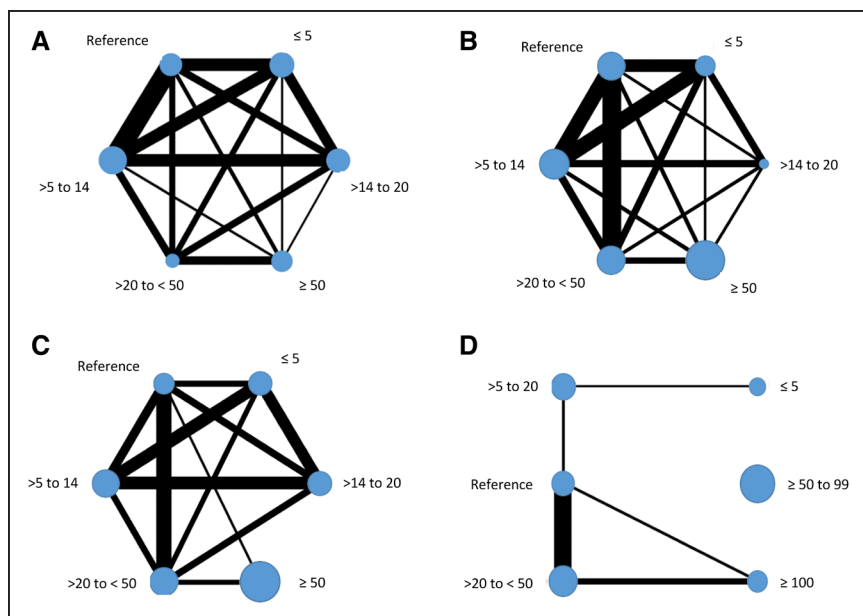 A
Reference
≤ 5
>5 to 14
>14 to 20
>20 to < 50
≥ 50
B
Reference
≤ 5
>5 to 14
>14 to 20
>20 to < 50
≥ 50
C
Reference
≤ 5
>5 to 14
>14 to 20
>20 to < 50
≥ 50
D
>5 to 20
≤ 5
Reference
≥ 50 to 99
>20 to < 50
≥ 100